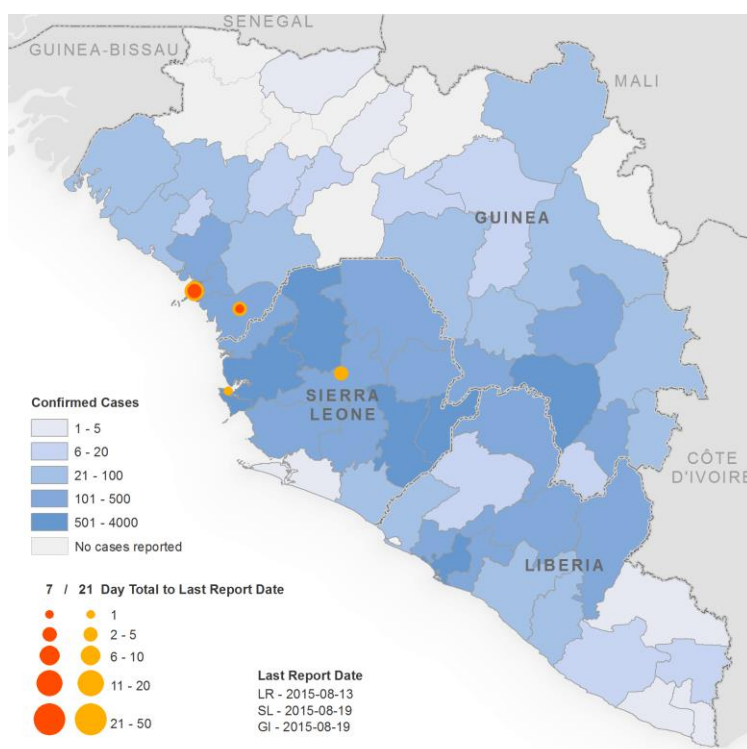 SENEGAL
GUINEA-BISSAU
MALI
GUINEA
SIERRA
LEONE
CÔTE
D'IVOIRE
LIBERIA
Confirmed Cases
1 - 5
6 - 20
21 - 100
101 - 500
501 - 4000
No cases reported
7 / 21 Day Total to Last Report Date
1
2 - 5
6 - 10
11 - 20
21 - 50
Last Report Date
LR - 2015-08-13
SL - 2015-08-19
GI - 2015-08-19